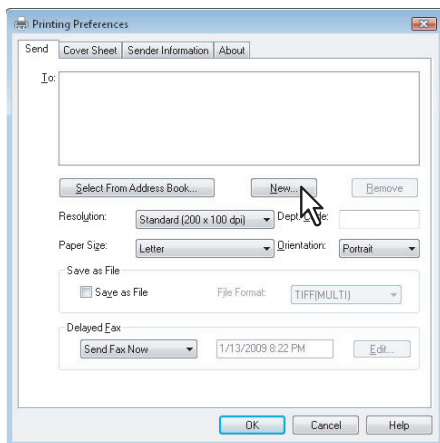 Printing Preferences
Send Cover Sheet Sender Information About
To:
Select From Address Book... New... Remove
Resolution: Standard (200 x 100 dpi) Dept. de:
Paper Size: Letter Orientation: Portrait
Save as File
Save as File File Format: TIFF(MULTI)
Delayed Fax
Send Fax Now 1/13/2009 8:22 PM Edit...
OK Cancel Help